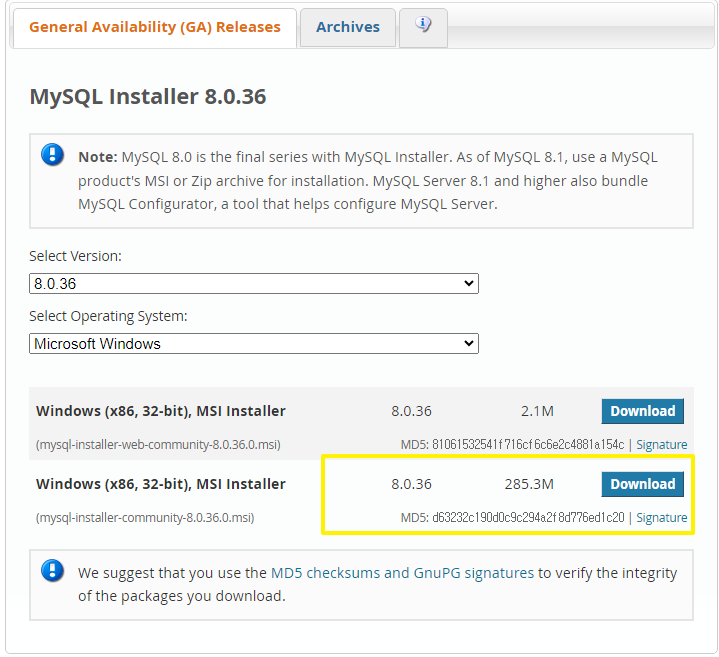 General Availability (GA) Releases
Archives
MySQL Installer 8.0.36
Note: MySQL 8.0 is the final series with MySQL Installer. As of MySQL 8.1, use a MySQL
product's MSI or Zip archive for installation. MySQL Server 8.1 and higher also bundle
MySQL Configurator, a tool that helps configure MySQL Server.
Select Version:
8.0.36
Select Operating System:
Microsoft Windows
Windows (x86, 32-bit), MSI Installer 8.0.36 2.1M Download
(mysql-installer-web-community-8.0.36.0.msi) MD5: 81061532541f716cf6c6e2c4881a154c | Signature
Windows (x86, 32-bit), MSI Installer 8.0.36 285.3M Download
(mysql-installer-community-8.0.36.0.msi) MD5: d63232c190d0c9c294a2f8d776ed1c20 | Signature
We suggest that you use the MD5 checksums and GnuPG signatures to verify the integrity
of the packages you download.